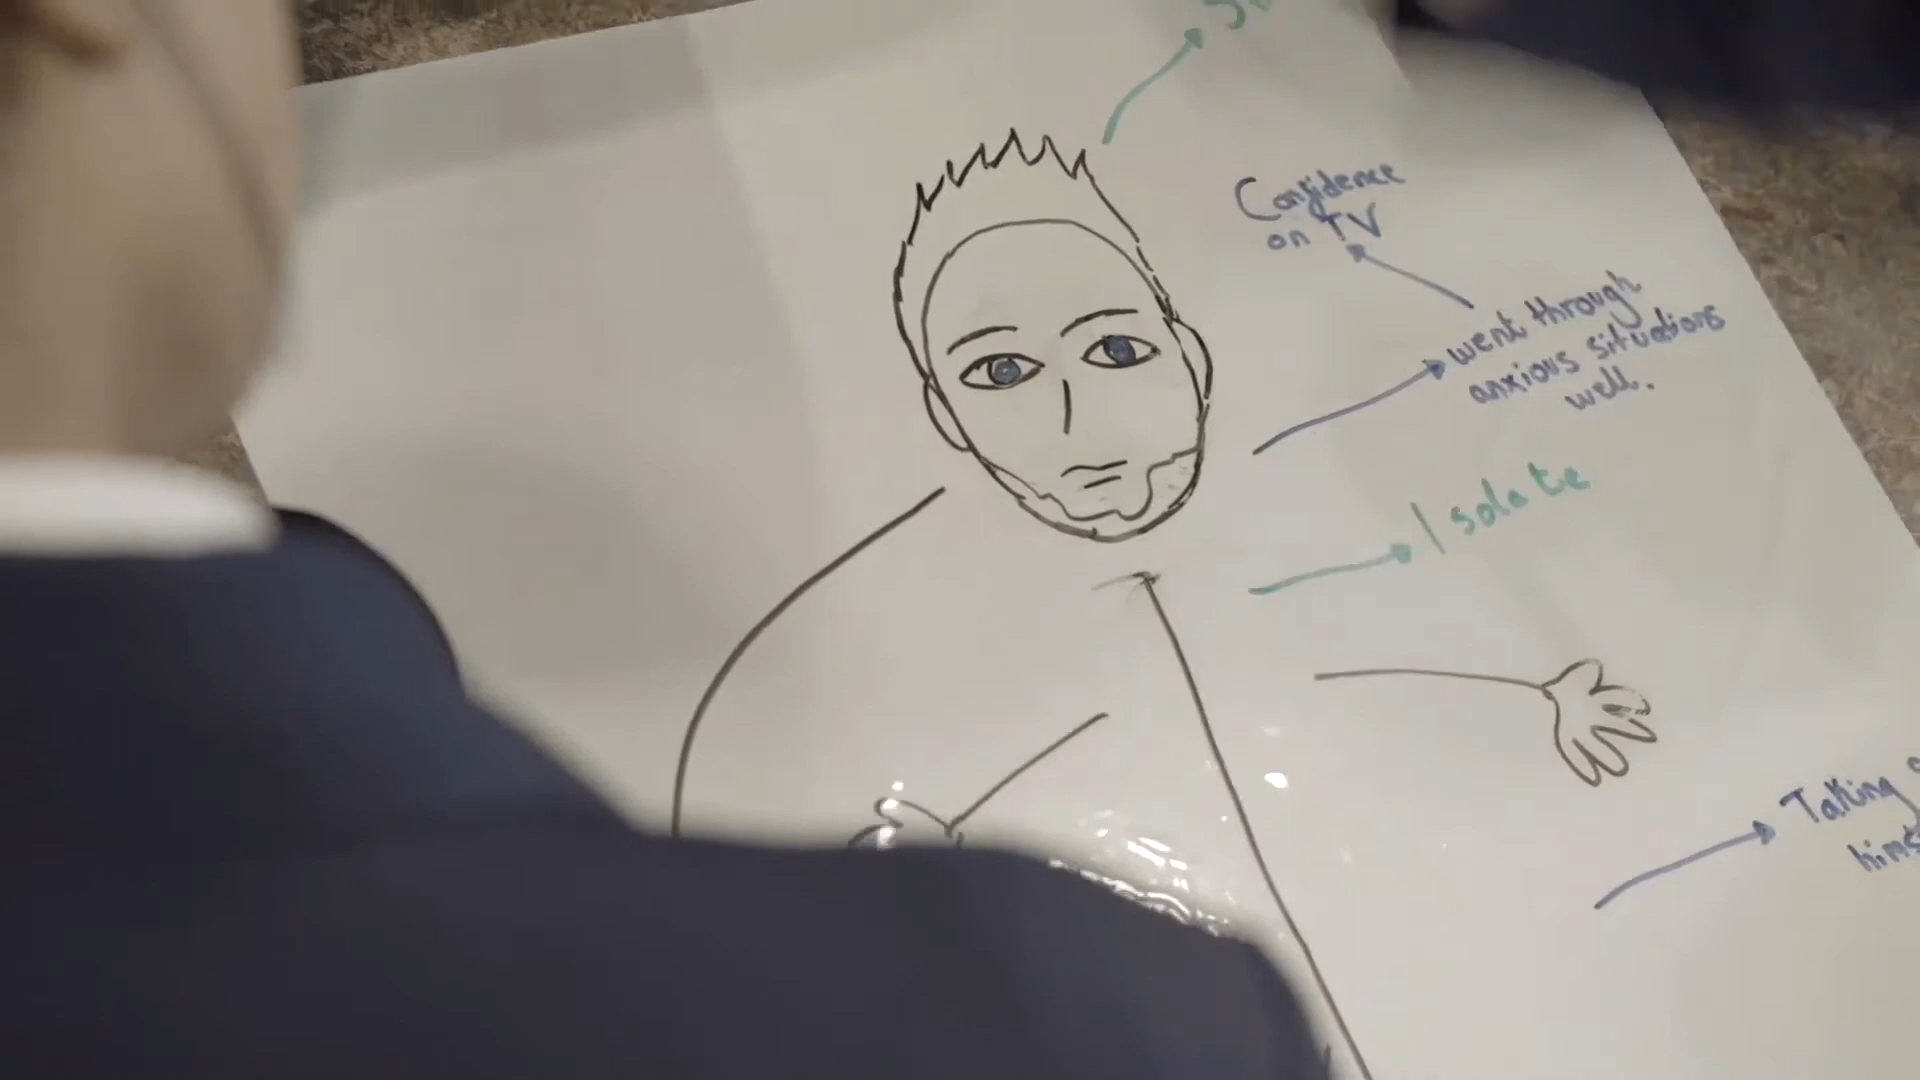 Confidence
on TV
went through
anxious situations
well.
Isolate
Taking